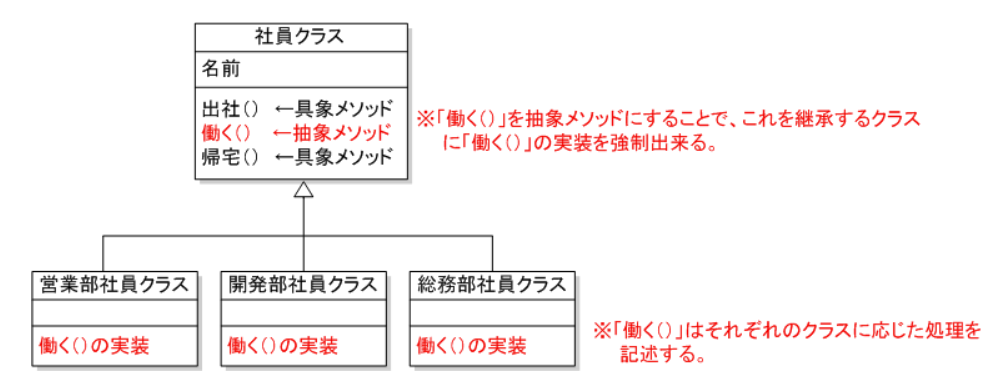 社員クラス
名前
出社() ←具象メソッド
働く() ←抽象メソッド
帰宅() ←具象メソッド
※「働く()」を抽象メソッドにすることで、これを継承するクラス
に「働く()」の実装を強制出来る。
営業部社員クラス
働く()の実装
開発部社員クラス
働く()の実装
総務部社員クラス
働く()の実装
※「働く()」はそれぞれのクラスに応じた処理を
記述する。